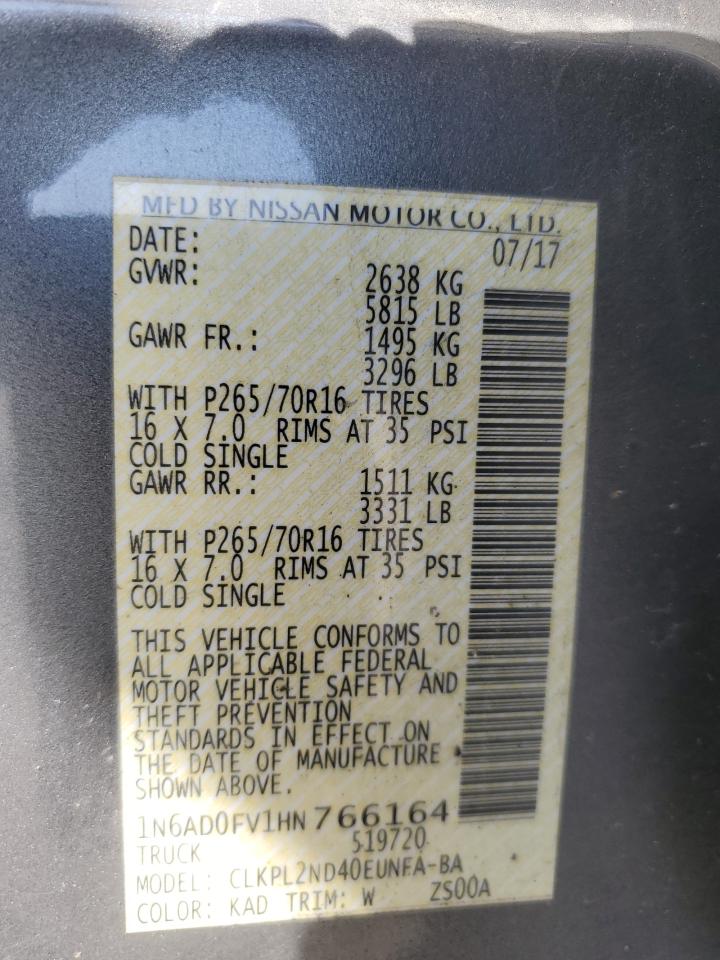 MFD BY NISSAN MOTOR CO., LTD.
DATE: 07/17
GVWR: 2638 KG
5815 LB
GAWR FR.: 1495 KG
3296 LB
WITH P265/70R16 TIRES
16 X 7.0 RIMS AT 35 PSI
COLD SINGLE
GAWR RR.: 1511 KG
3331 LB
WITH P265/70R16 TIRES
16 X 7.0 RIMS AT 35 PSI
COLD SINGLE
THIS VEHICLE CONFORMS TO
ALL APPLICABLE FEDERAL
MOTOR VEHICLE SAFETY AND
THEFT PREVENTION
STANDARDS IN EFFECT ON
THE DATE OF MANUFACTURE
SHOWN ABOVE.
1N6AD0FV1HN766164
TRUCK 519720
MODEL: CLKPL2ND40EUNFA-BA
COLOR: KAD TRIM: W ZS00A